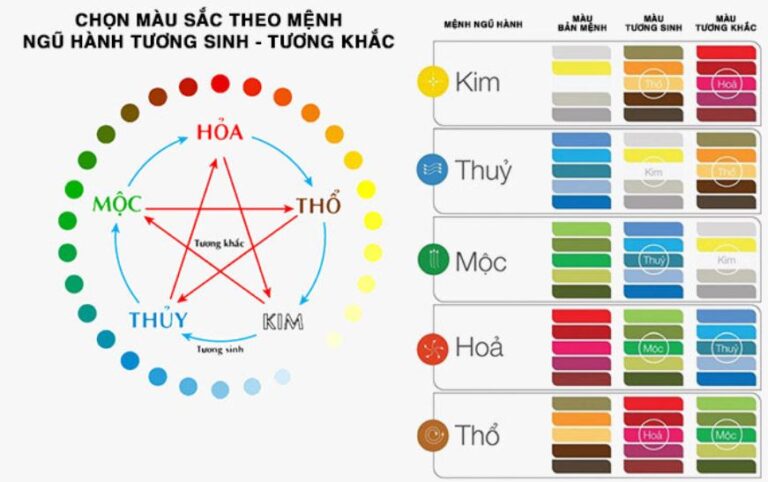 CHỌN MÀU SẮC THEO MỆNH
NGŨ HÀNH TƯƠNG SINH - TƯƠNG KHẮC
HỎA
MỘC
THỔ
Tương khắc
THỦY
KIM
Tương sinh
MỆNH NGŨ HÀNH
MÀU
BẢN MỆNH
MÀU
TƯƠNG SINH
MÀU
TƯƠNG KHẮC
Kim
Thổ
Hoả
Thuỷ
Kim
Thổ
Mộc
Thuỷ
Kim
Hoả
Mộc
Thuỷ
Thổ
Hoả
Mộc